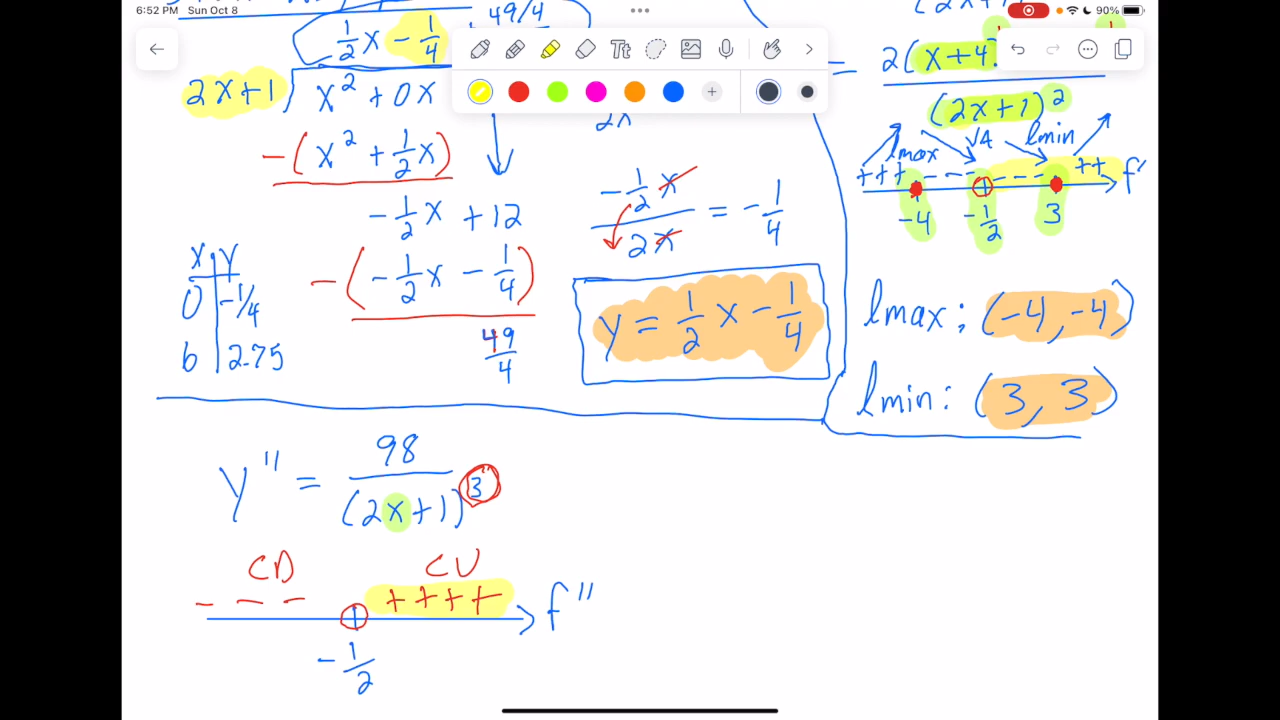 6:52 PM Sun Oct 8
90%
49/4
1/2 x - 1/4
Tt
2x+1
x² + 0x
2x
-(x² + 1/2 x)
-1/2 x + 12
-(-1/2 x - 1/4)
49/4
x | y
0 | -1/4
6 | 2.75
-1/2 x / 2x = -1/4
y = 1/2 x - 1/4
= 2(x+4)
(2x+1)²
lmax VA lmin
+++ --- --- ++ f'
-4 -1/2 3
lmax: (-4, -4)
lmin: (3, 3)
y'' = 98 / (2x+1)³
CD CU
--- ++++ f''
-1/2